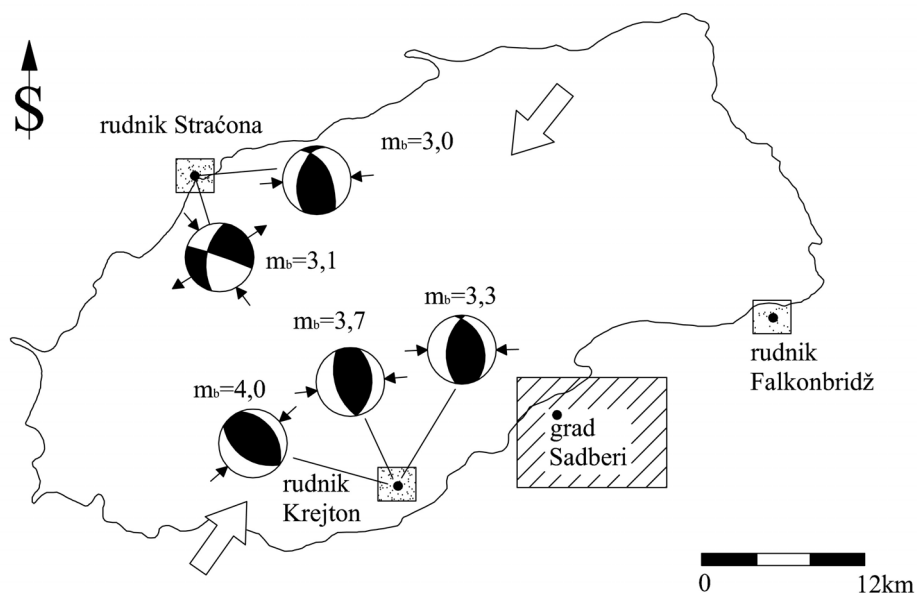 S
rudnik Straćona
mb=3,0
mb=3,1
mb=3,3
mb=3,7
mb=4,0
rudnik
Falkonbridž
grad
Sadberi
rudnik
Krejton
0
12km